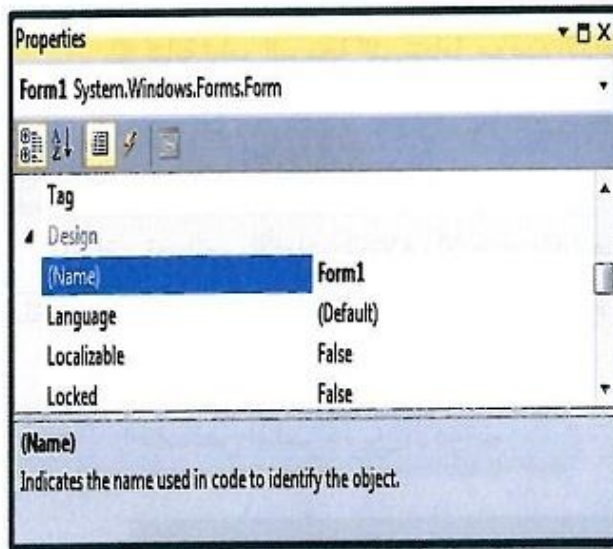 Properties
Form1 System.Windows.Forms.Form
Tag
Design
(Name) Form1
Language (Default)
Localizable False
Locked False
(Name)
Indicates the name used in code to identify the object.